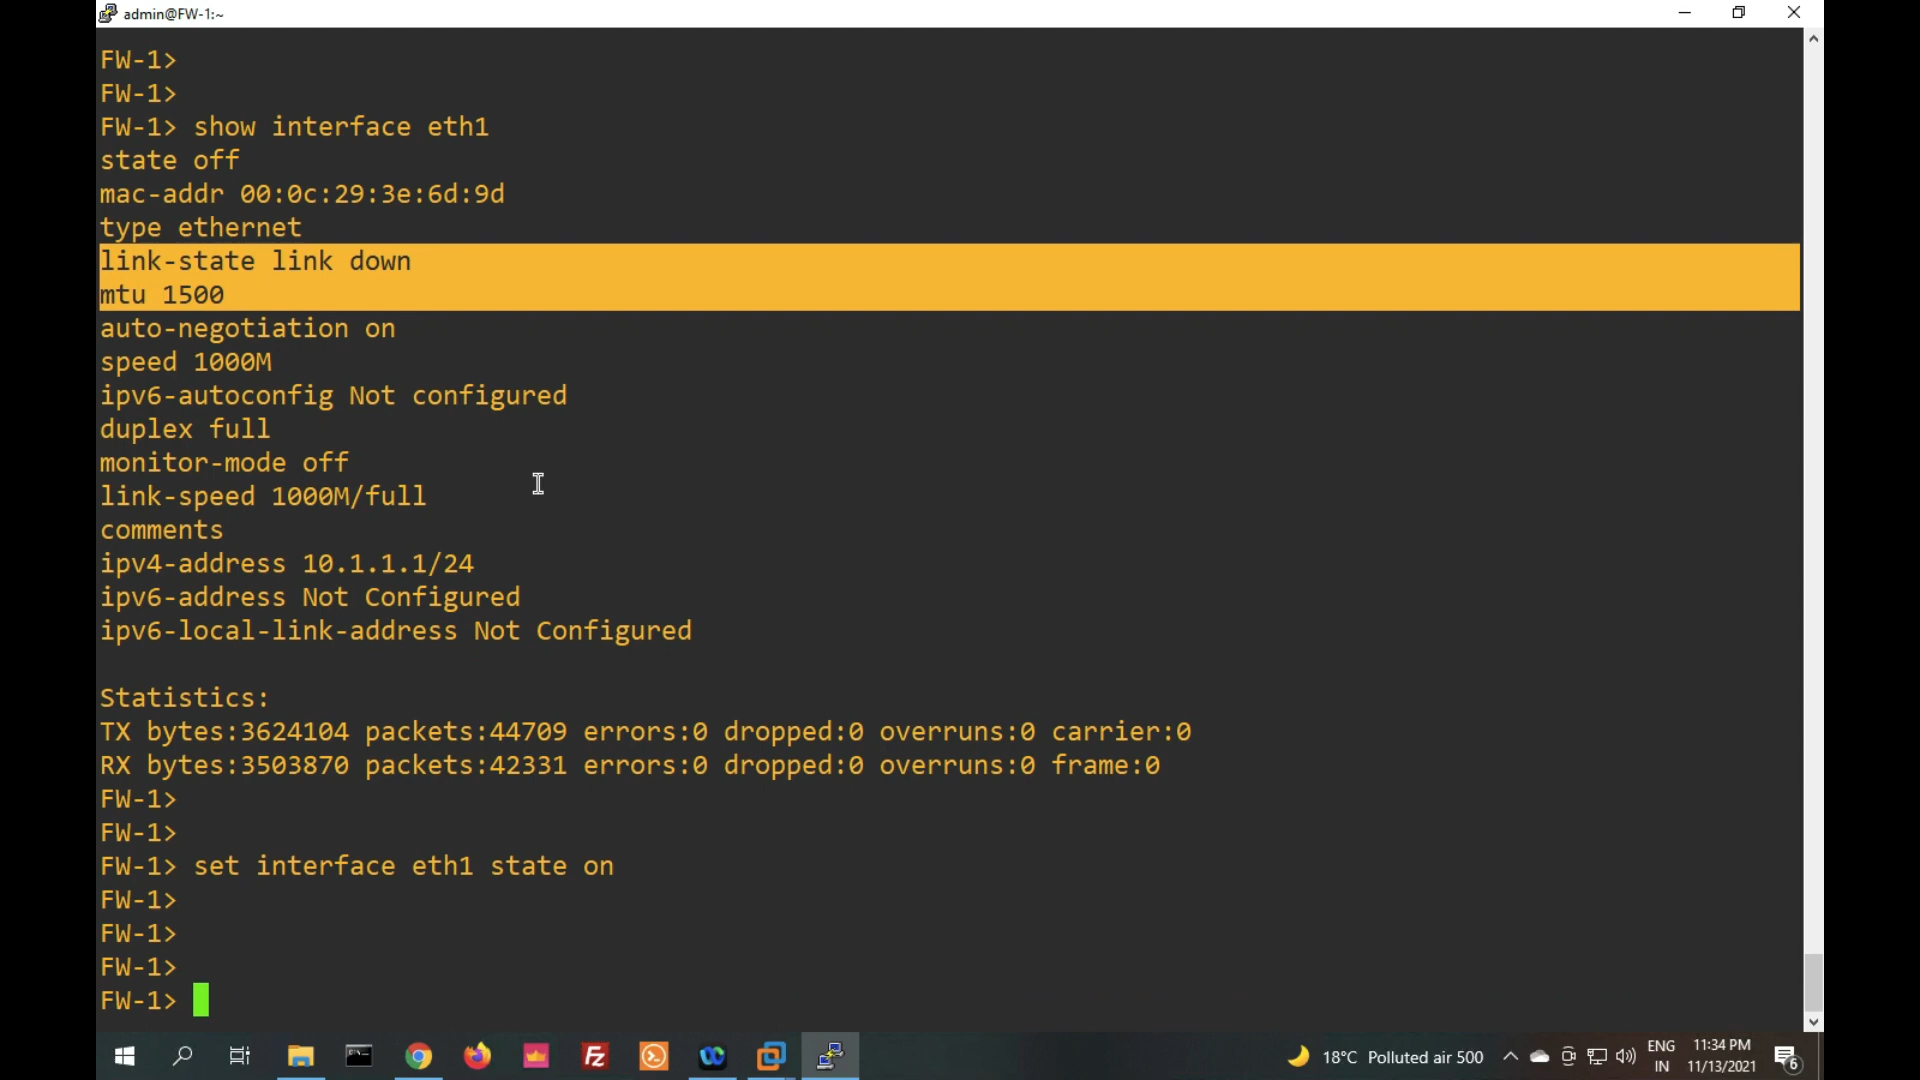 admin@FW-1:~
FW-1>
FW-1>
FW-1> show interface eth1
state off
mac-addr 00:0c:29:3e:6d:9d
type ethernet
link-state link down
mtu 1500
auto-negotiation on
speed 1000M
ipv6-autoconfig Not configured
duplex full
monitor-mode off
link-speed 1000M/full
comments
ipv4-address 10.1.1.1/24
ipv6-address Not Configured
ipv6-local-link-address Not Configured
Statistics:
TX bytes:3624104 packets:44709 errors:0 dropped:0 overruns:0 carrier:0
RX bytes:3503870 packets:42331 errors:0 dropped:0 overruns:0 frame:0
FW-1>
FW-1>
FW-1> set interface eth1 state on
FW-1>
FW-1>
FW-1>
FW-1>
18°C Polluted air 500
ENG
IN
11:34 PM
11/13/2021
6